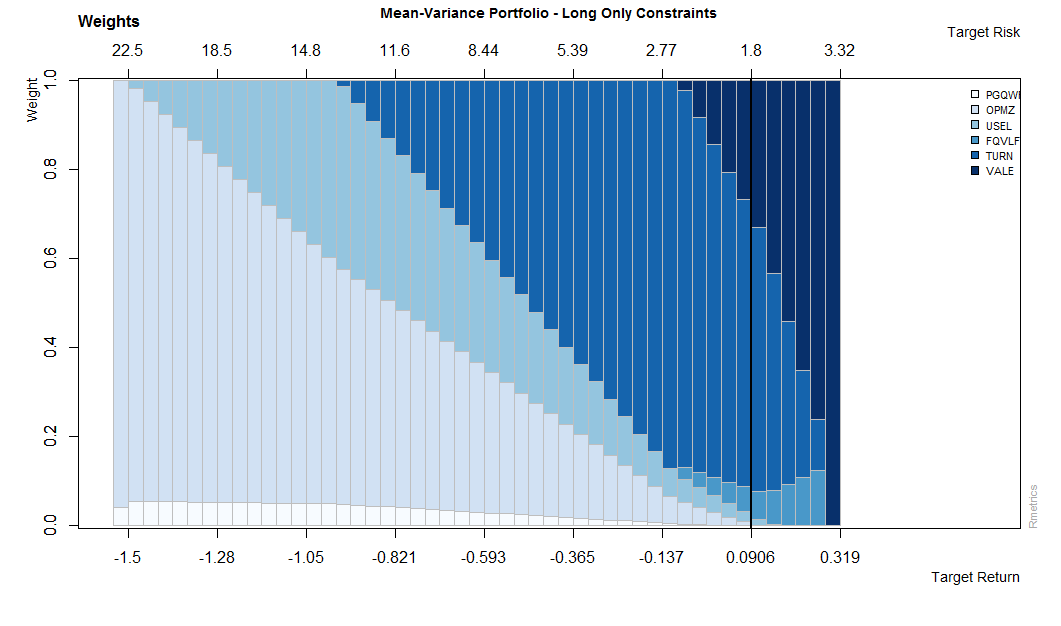 Mean-Variance Portfolio - Long Only Constraints
Weights
Target Risk
22.5 18.5 14.8 11.6 8.44 5.39 2.77 1.8 3.32
Weight
1.0
0.8
0.6
0.4
0.2
0.0
PGQWI
OPMZ
USEL
FQVLF
TURN
VALE
Rmetrics
-1.5 -1.28 -1.05 -0.821 -0.593 -0.365 -0.137 0.0906 0.319
Target Return